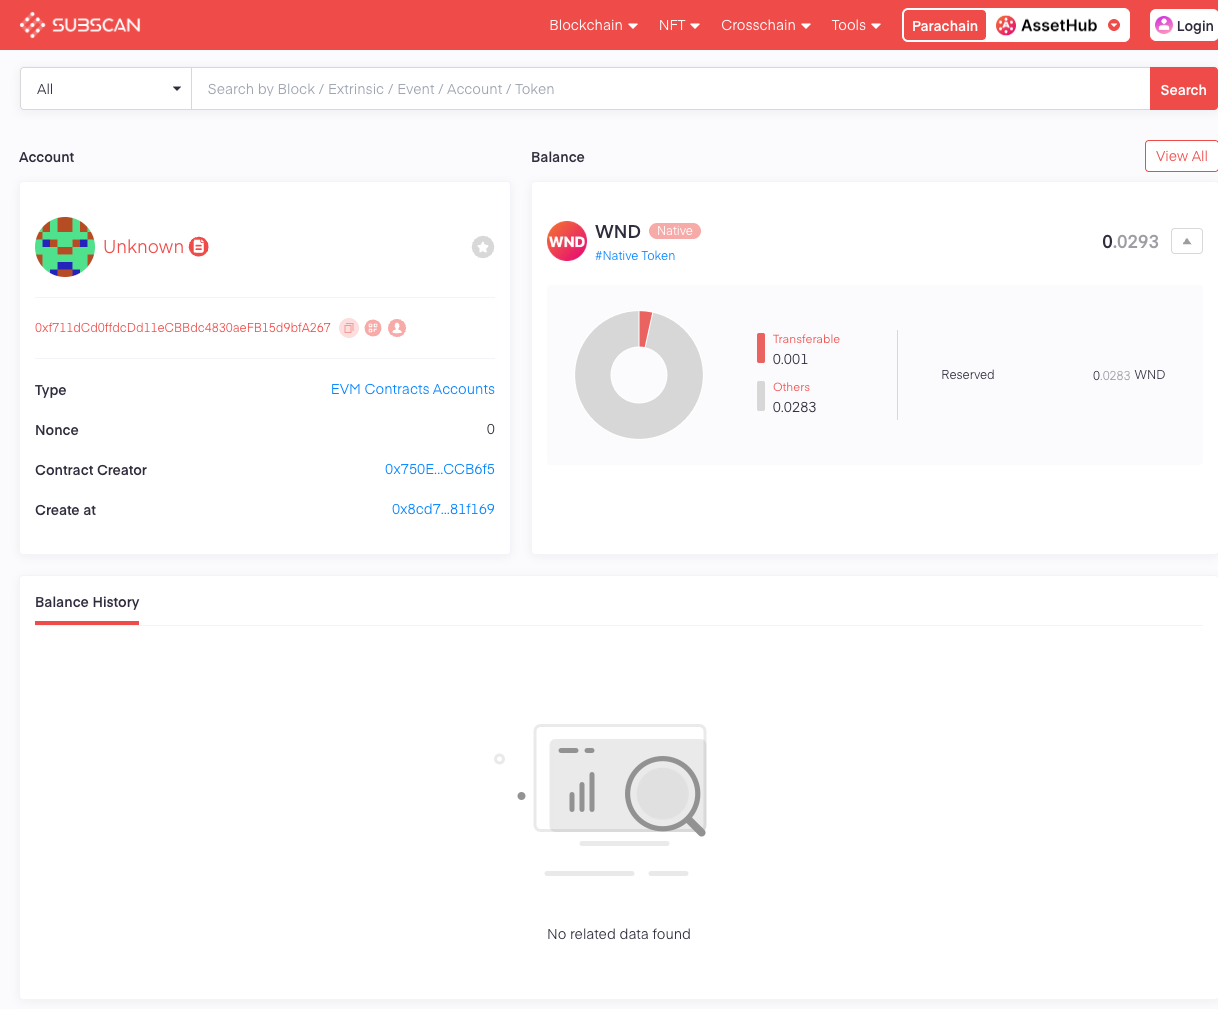 SUBSCAN
Blockchain NFT Crosschain Tools Parachain AssetHub Login
All Search by Block / Extrinsic / Event / Account / Token Search
Account
Unknown
0xf711dCd0ffdcDd11eCBBdc4830aeFB15d9bfA267
Type EVM Contracts Accounts
Nonce 0
Contract Creator 0x750E...CCB6f5
Create at 0x8cd7...81f169
Balance View All
WND WND Native 0.0293
#Native Token
Transferable
0.001
Others
0.0283
Reserved 0.0283 WND
Balance History
No related data found